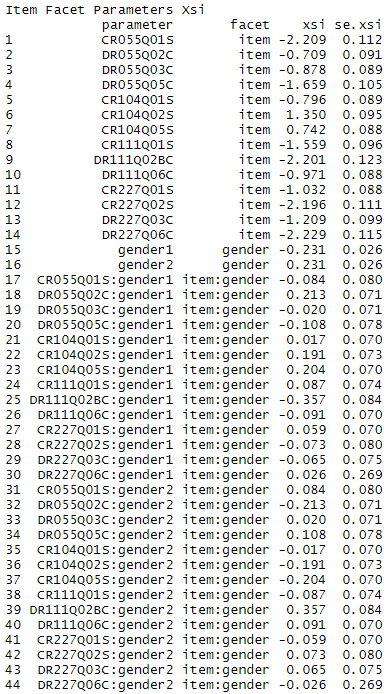 Item Facet Parameters Xsi
parameter facet xsi se.xsi
1 CR055Q01S item -2.209 0.112
2 DR055Q02C item -0.709 0.091
3 DR055Q03C item -0.878 0.089
4 DR055Q05C item -1.659 0.105
5 CR104Q01S item -0.796 0.089
6 CR104Q02S item 1.350 0.095
7 CR104Q05S item 0.742 0.088
8 CR111Q01S item -1.559 0.096
9 DR111Q02BC item -2.201 0.123
10 DR111Q06C item -0.971 0.088
11 CR227Q01S item -1.032 0.088
12 CR227Q02S item -2.196 0.111
13 DR227Q03C item -1.209 0.099
14 DR227Q06C item -2.229 0.115
15 gender1 gender -0.231 0.026
16 gender2 gender 0.231 0.026
17 CR055Q01S:gender1 item:gender -0.084 0.080
18 DR055Q02C:gender1 item:gender 0.213 0.071
19 DR055Q03C:gender1 item:gender -0.020 0.071
20 DR055Q05C:gender1 item:gender -0.108 0.078
21 CR104Q01S:gender1 item:gender 0.017 0.070
22 CR104Q02S:gender1 item:gender 0.191 0.073
23 CR104Q05S:gender1 item:gender 0.204 0.070
24 CR111Q01S:gender1 item:gender 0.087 0.074
25 DR111Q02BC:gender1 item:gender -0.357 0.084
26 DR111Q06C:gender1 item:gender -0.091 0.070
27 CR227Q01S:gender1 item:gender 0.059 0.070
28 CR227Q02S:gender1 item:gender -0.073 0.080
29 DR227Q03C:gender1 item:gender -0.065 0.075
30 DR227Q06C:gender1 item:gender 0.026 0.269
31 CR055Q01S:gender2 item:gender 0.084 0.080
32 DR055Q02C:gender2 item:gender -0.213 0.071
33 DR055Q03C:gender2 item:gender 0.020 0.071
34 DR055Q05C:gender2 item:gender 0.108 0.078
35 CR104Q01S:gender2 item:gender -0.017 0.070
36 CR104Q02S:gender2 item:gender -0.191 0.073
37 CR104Q05S:gender2 item:gender -0.204 0.070
38 CR111Q01S:gender2 item:gender -0.087 0.074
39 DR111Q02BC:gender2 item:gender 0.357 0.084
40 DR111Q06C:gender2 item:gender 0.091 0.070
41 CR227Q01S:gender2 item:gender -0.059 0.070
42 CR227Q02S:gender2 item:gender 0.073 0.080
43 DR227Q03C:gender2 item:gender 0.065 0.075
44 DR227Q06C:gender2 item:gender -0.026 0.269